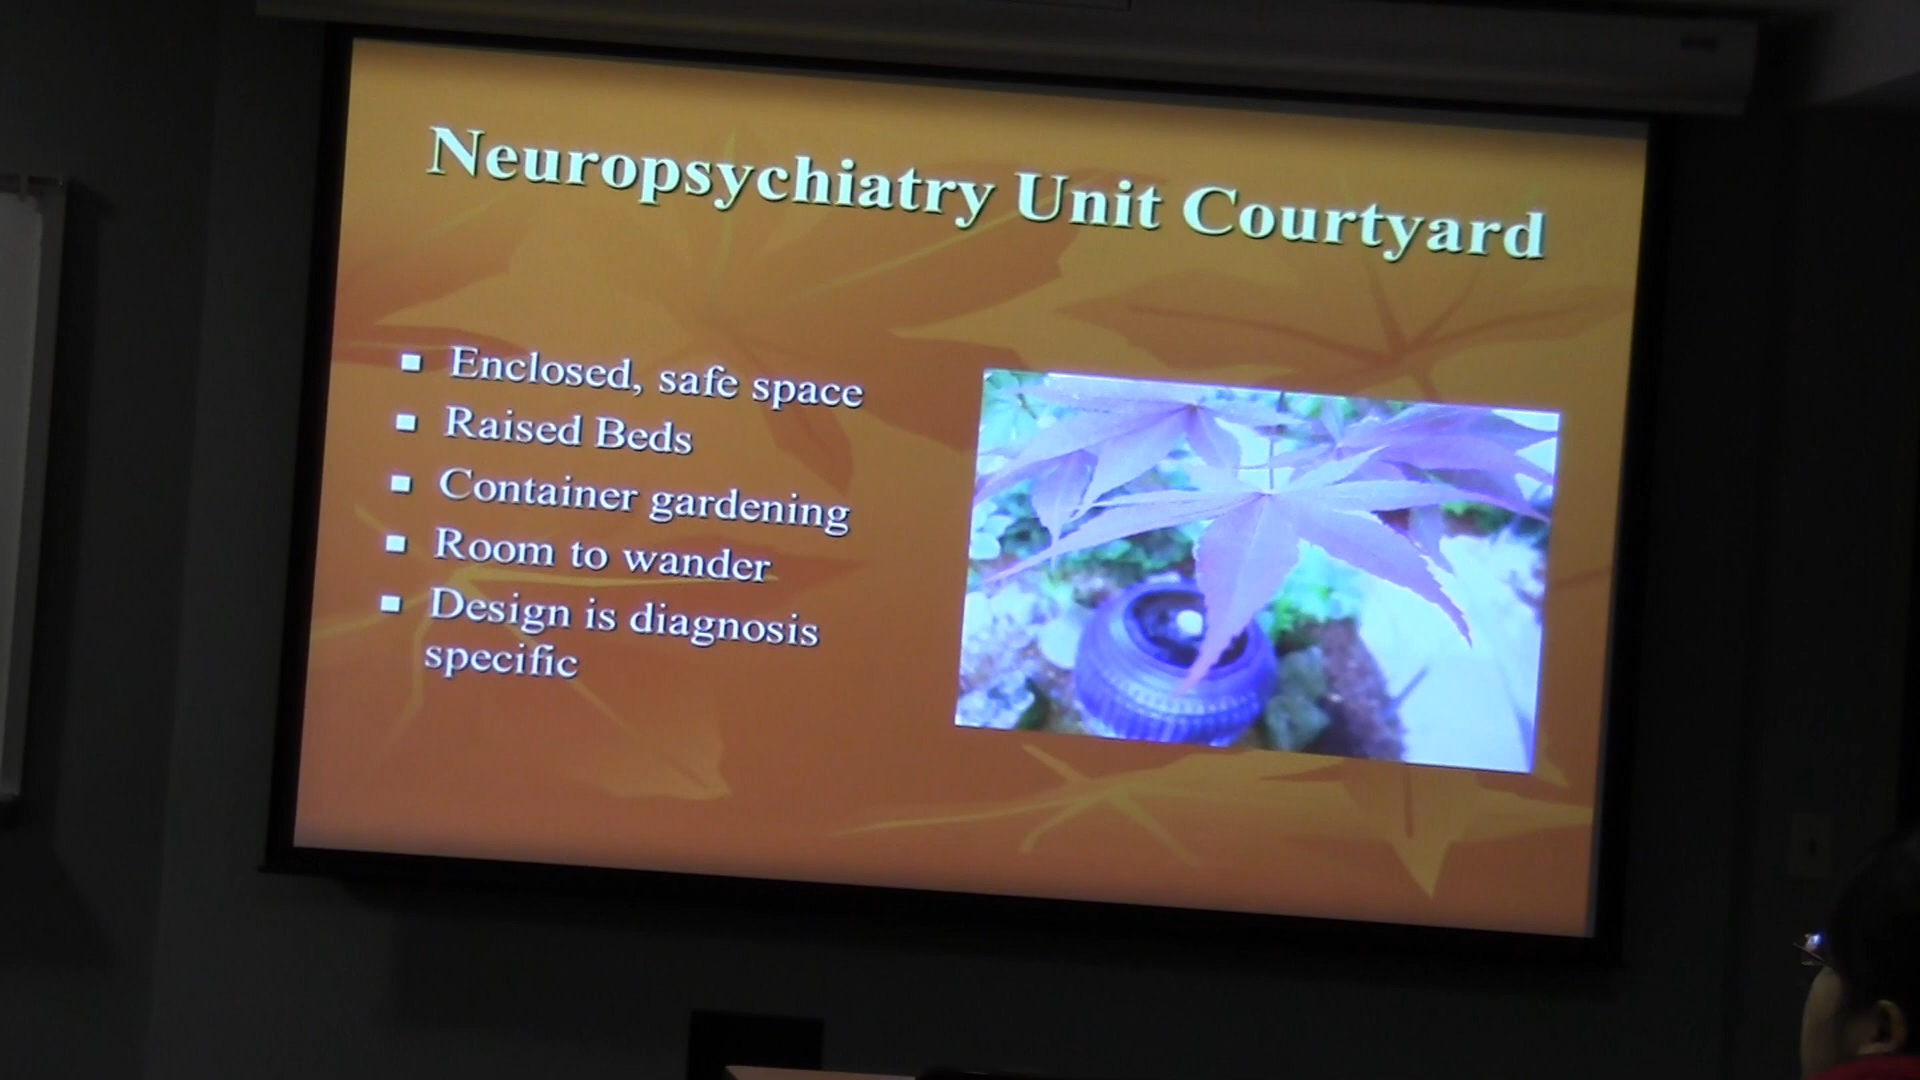 Neuropsychiatry Unit Courtyard
Enclosed, safe space
Raised Beds
Container gardening
Room to wander
Design is diagnosis
specific